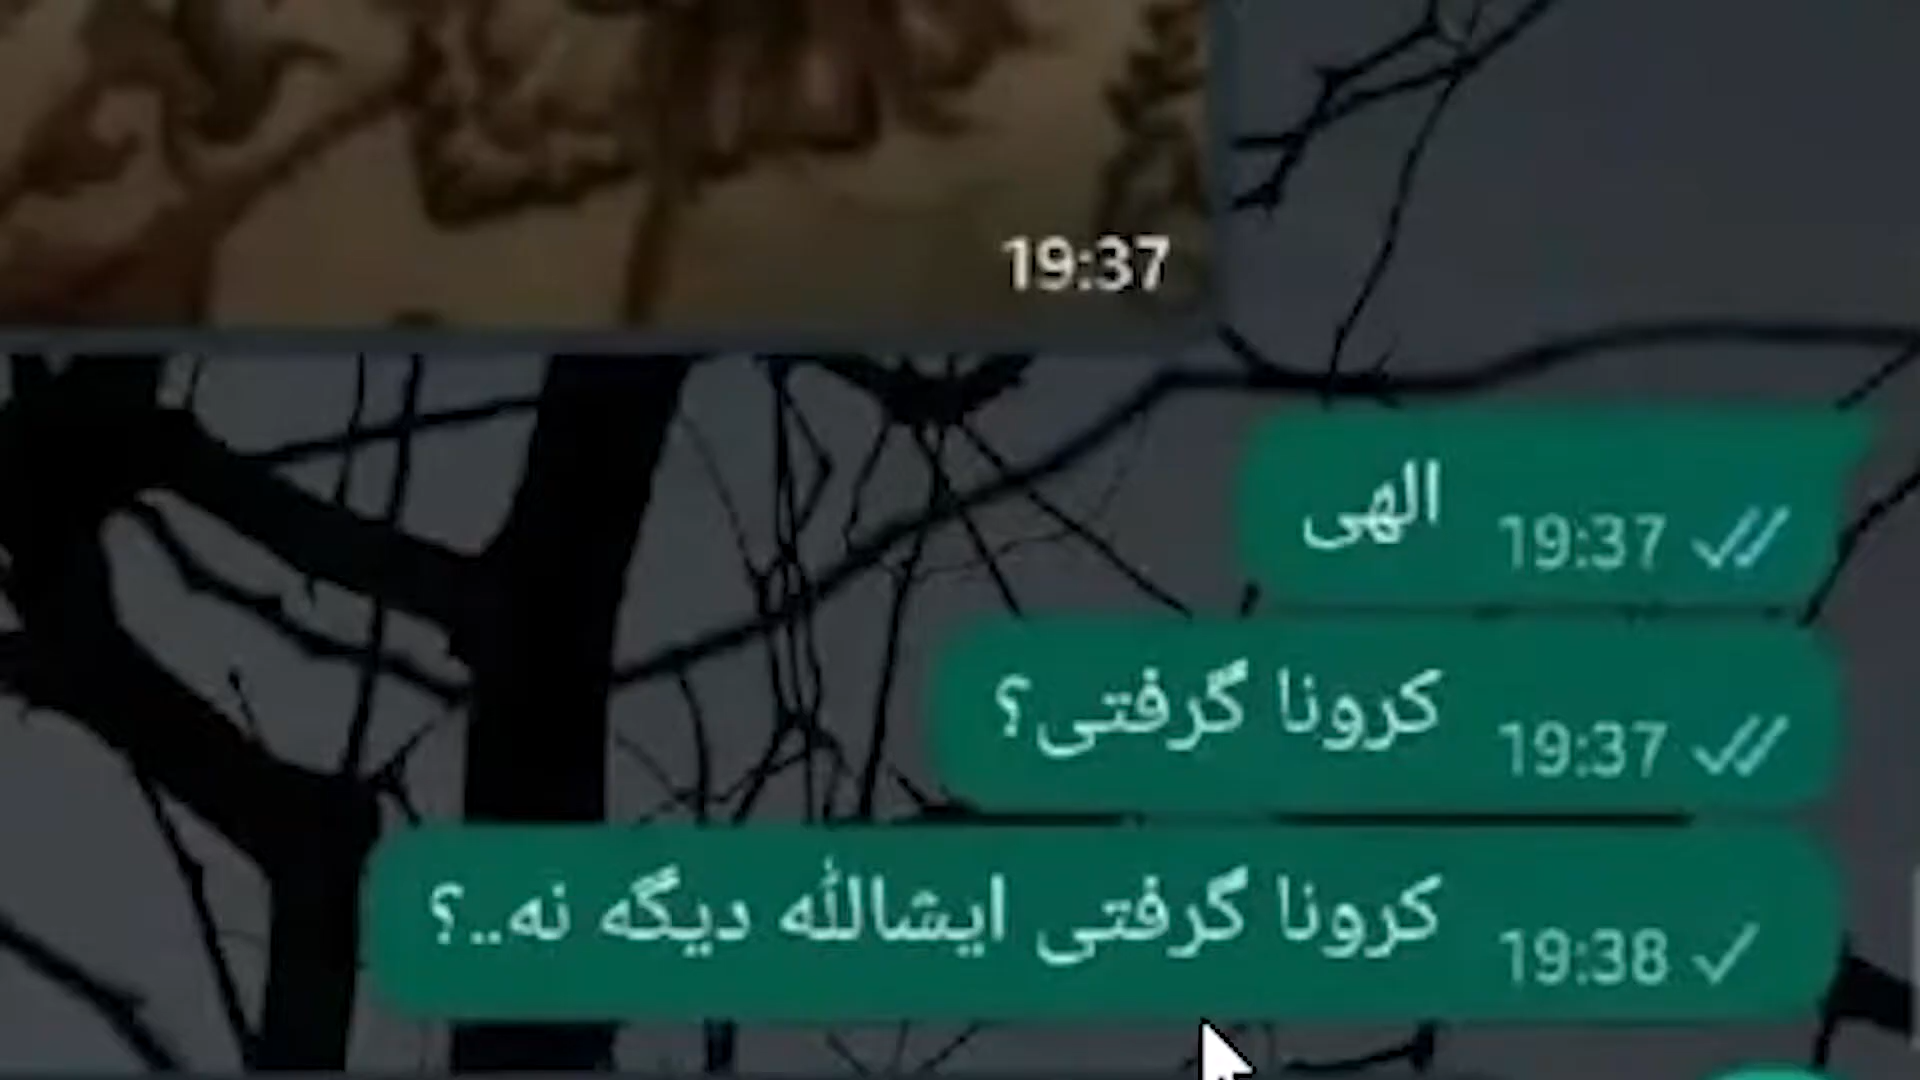 19:37
الهی 19:37
کرونا گرفتی؟ 19:37
کرونا گرفتی ایشالله دیگه نه..؟ 19:38